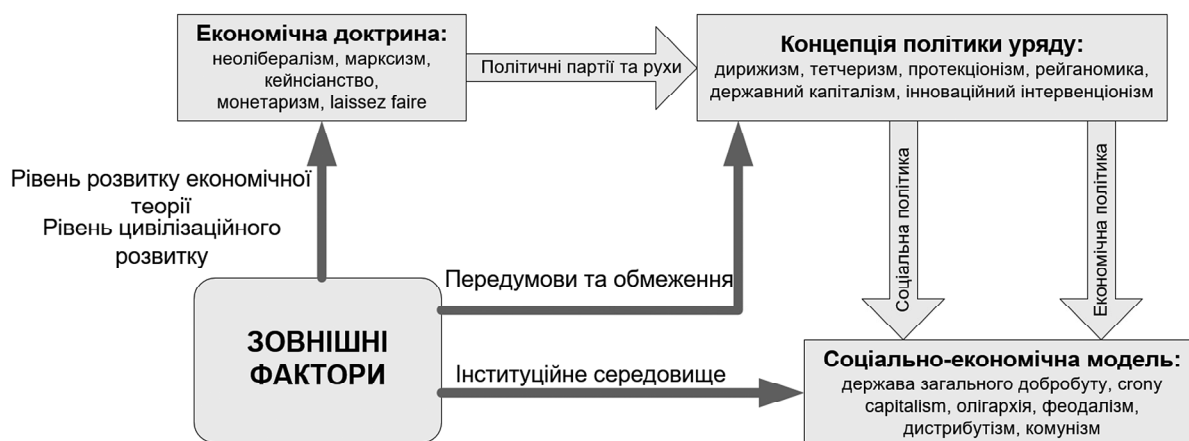 Економічна доктрина:
неолібералізм, марксизм,
кейнсіанство,
монетаризм, laissez faire
Політичні партії та рухи
Концепція політики уряду:
дирижизм, тетчеризм, протекціонізм, рейганомика,
державний капіталізм, інноваційний інтервенціонізм
Рівень розвитку економічної
теорії
Рівень цивілізаційного
розвитку
Соціальна політика
Економічна політика
Передумови та обмеження
ЗОВНІШНІ
ФАКТОРИ
Інституційне середовище
Соціально-економічна модель:
держава загального добробуту, crony
capitalism, олігархія, феодалізм,
дистрибутізм, комунізм